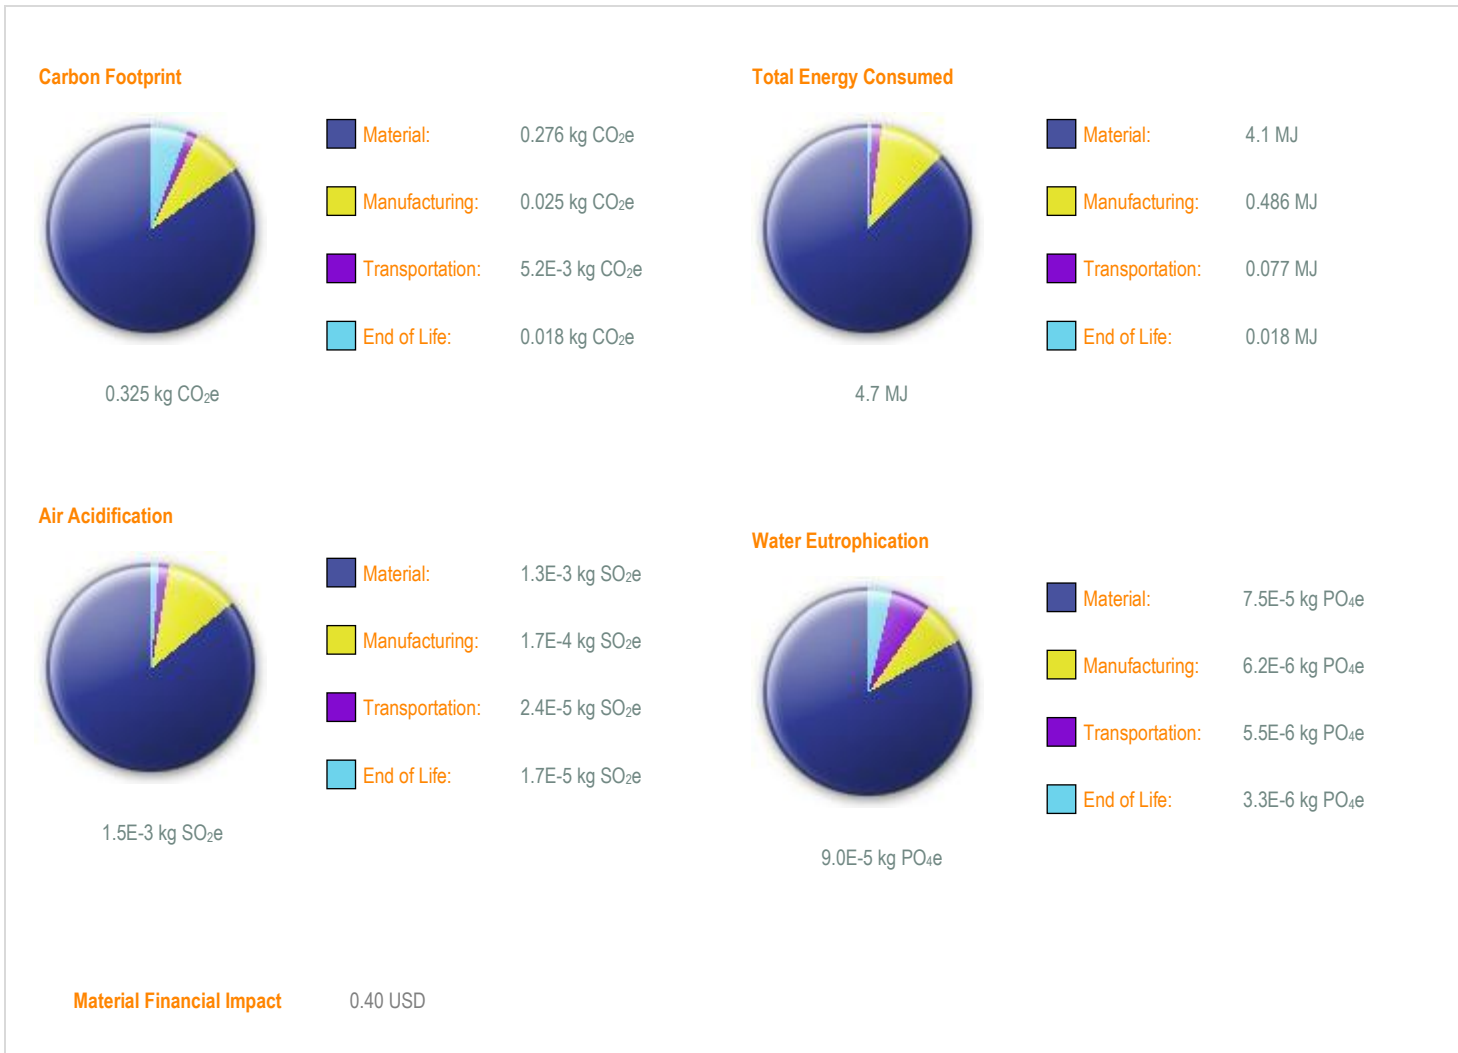 Carbon Footprint
Material: 0.276 kg CO₂e
Manufacturing: 0.025 kg CO₂e
Transportation: 5.2E-3 kg CO₂e
End of Life: 0.018 kg CO₂e
0.325 kg CO₂e
Total Energy Consumed
Material: 4.1 MJ
Manufacturing: 0.486 MJ
Transportation: 0.077 MJ
End of Life: 0.018 MJ
4.7 MJ
Air Acidification
Material: 1.3E-3 kg SO₂e
Manufacturing: 1.7E-4 kg SO₂e
Transportation: 2.4E-5 kg SO₂e
End of Life: 1.7E-5 kg SO₂e
1.5E-3 kg SO₂e
Water Eutrophication
Material: 7.5E-5 kg PO₄e
Manufacturing: 6.2E-6 kg PO₄e
Transportation: 5.5E-6 kg PO₄e
End of Life: 3.3E-6 kg PO₄e
9.0E-5 kg PO₄e
Material Financial Impact 0.40 USD